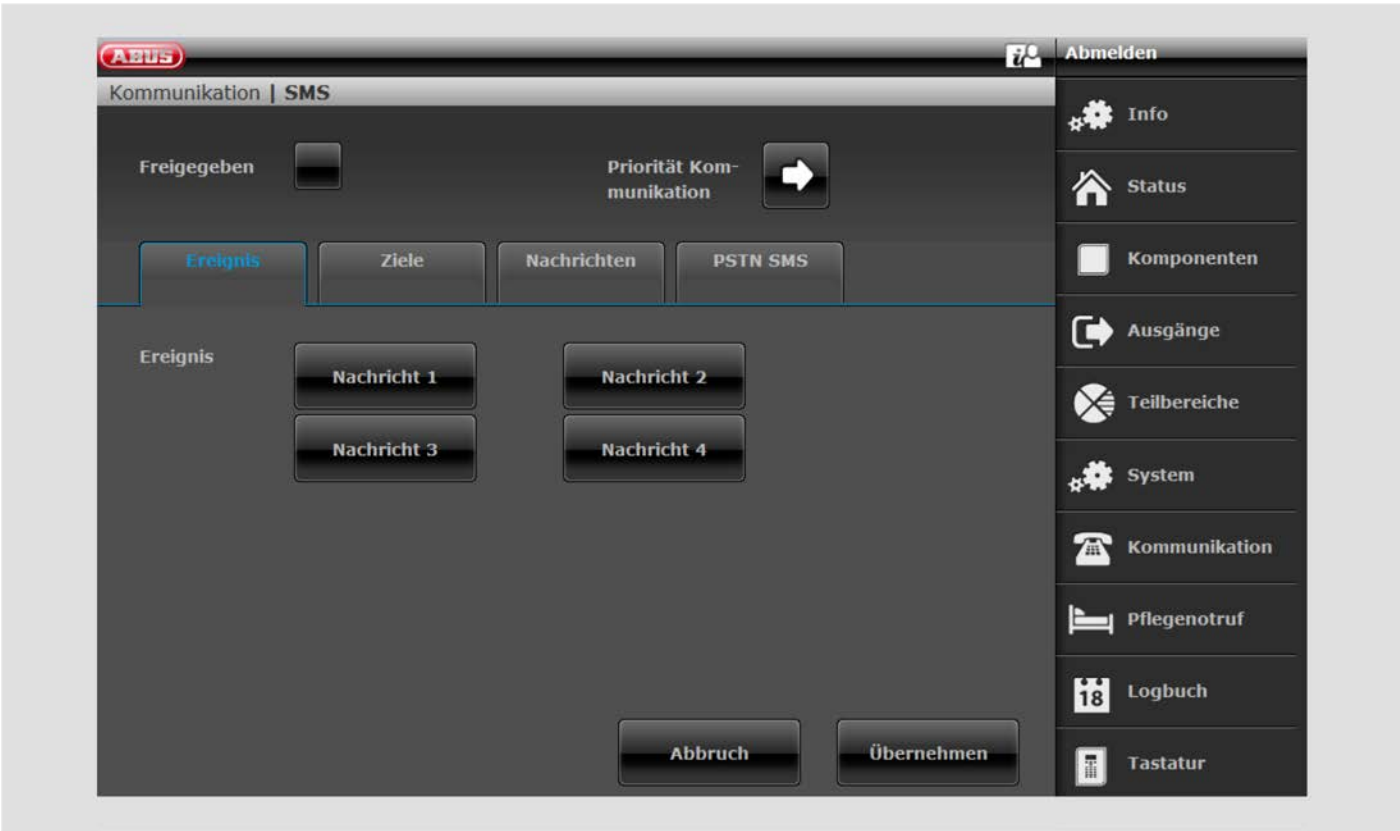 ABUS
Abmelden
Kommunikation | SMS
Info
Freigegeben
Priorität Kom-
munikation
Status
Ereignis Ziele Nachrichten PSTN SMS
Komponenten
Ausgänge
Ereignis
Nachricht 1 Nachricht 2
Teilbereiche
Nachricht 3 Nachricht 4
System
Kommunikation
Pflegenotruf
18 Logbuch
Abbruch Übernehmen
Tastatur